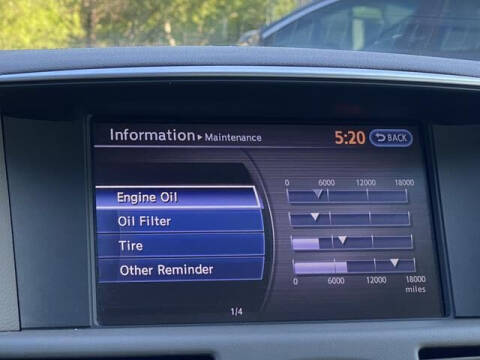 Information ▸ Maintenance 5:20 BACK
0 6000 12000 18000
Engine Oil
Oil Filter
Tire
Other Reminder
0 6000 12000 18000
miles
1/4